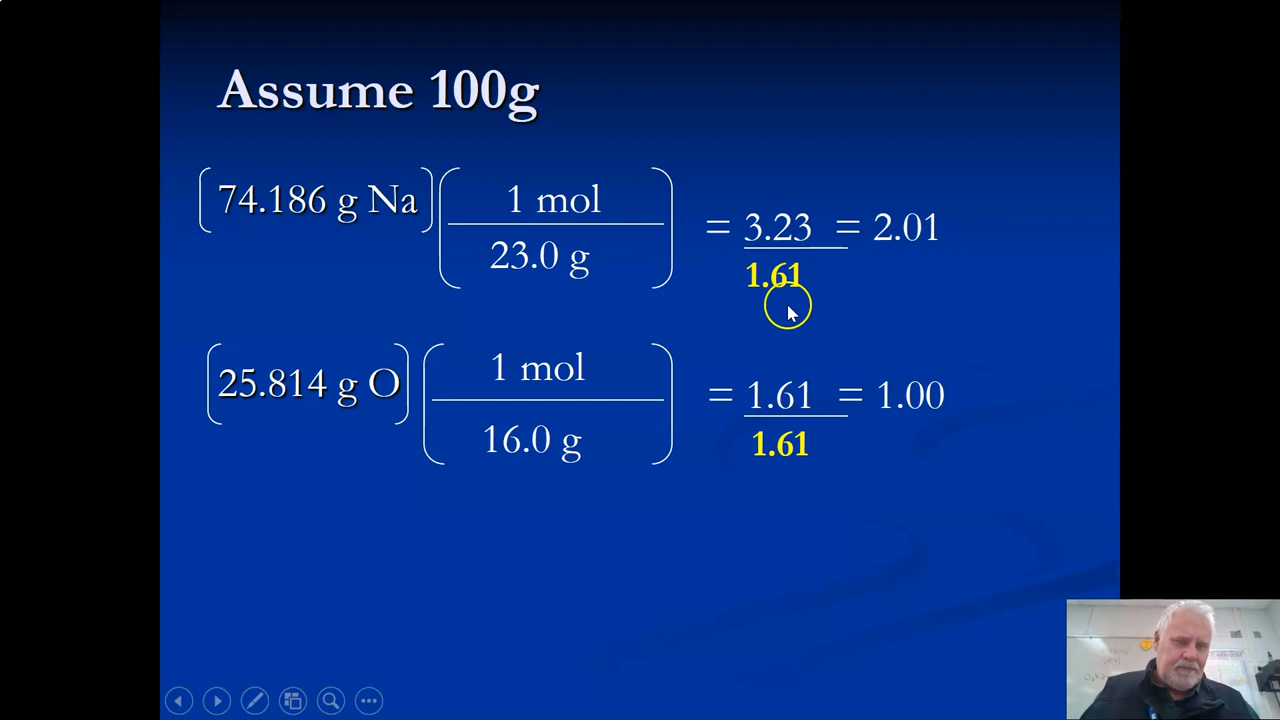 Assume 100g
74.186 g Na
1 mol
23.0 g
= 3.23 = 2.01
1.61
25.814 g O
1 mol
16.0 g
= 1.61 = 1.00
1.61